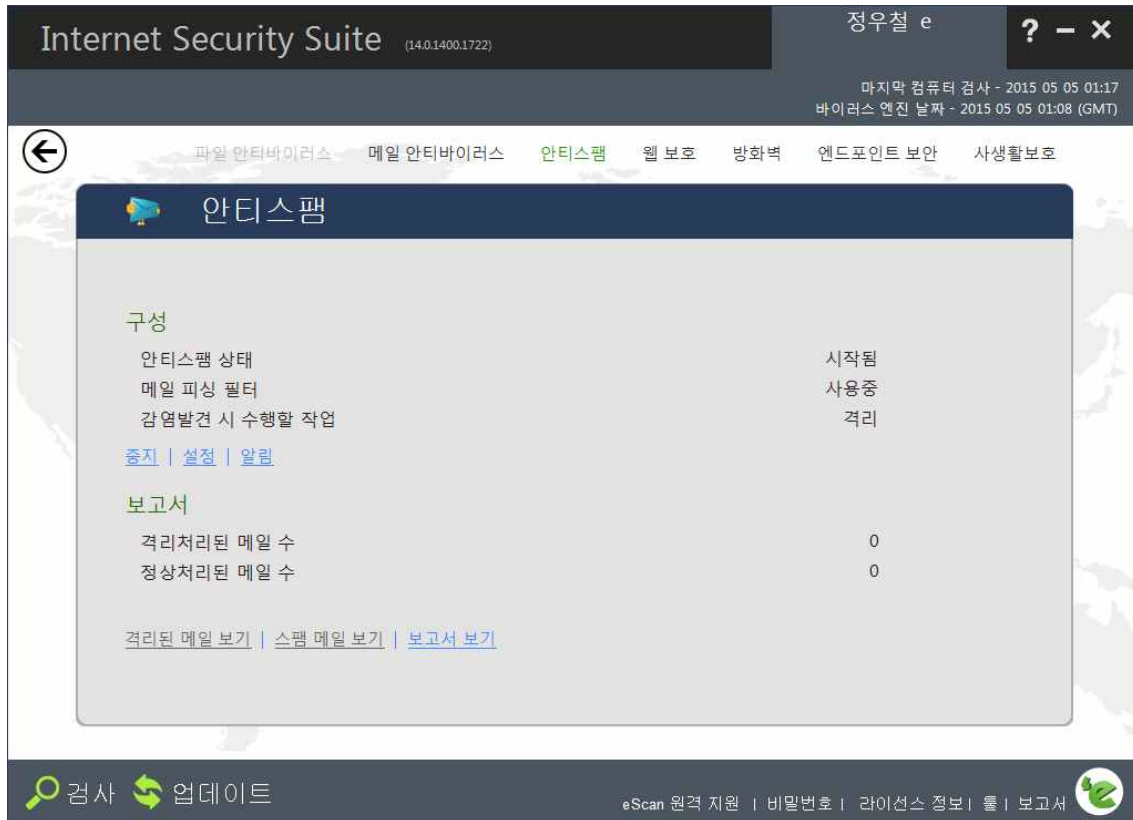 Internet Security Suite (14.0.1400.1722)
정우철 e
? – ×
마지막 컴퓨터 검사 - 2015 05 05 01:17
바이러스 엔진 날짜 - 2015 05 05 01:08 (GMT)
파일 안티바이러스 메일 안티바이러스 안티스팸 웹 보호 방화벽 엔드포인트 보안 사생활보호
안티스팸
구성
안티스팸 상태 시작됨
메일 피싱 필터 사용중
감염발견 시 수행할 작업 격리
중지 | 설정 | 알림
보고서
격리처리된 메일 수 0
정상처리된 메일 수 0
격리된 메일 보기 | 스팸 메일 보기 | 보고서 보기
검사 업데이트
eScan 원격 지원 | 비밀번호 | 라이선스 정보 | 툴 | 보고서